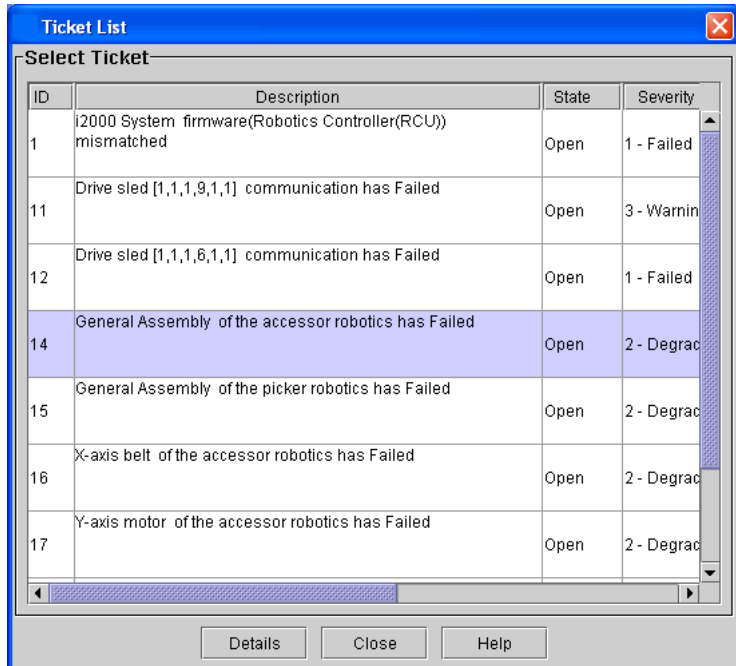 Ticket List
Select Ticket
ID Description State Severity
1 i2000 System firmware(Robotics Controller(RCU)) mismatched Open 1 - Failed
11 Drive sled [1,1,1,9,1,1] communication has Failed Open 3 - Warnin
12 Drive sled [1,1,1,6,1,1] communication has Failed Open 1 - Failed
14 General Assembly of the accessor robotics has Failed Open 2 - Degrac
15 General Assembly of the picker robotics has Failed Open 2 - Degrac
16 X-axis belt of the accessor robotics has Failed Open 2 - Degrac
17 Y-axis motor of the accessor robotics has Failed Open 2 - Degrac
Details Close Help